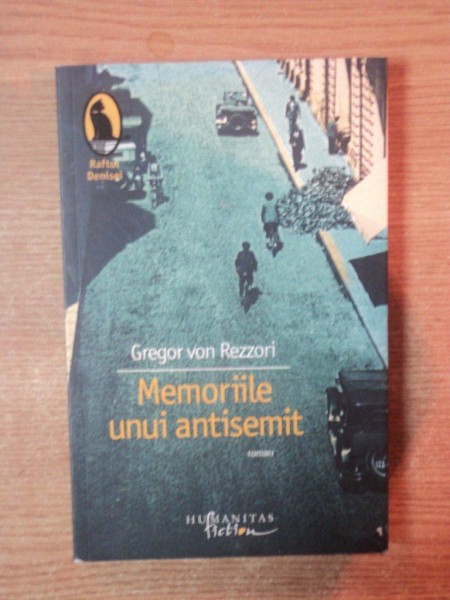 Raftul
Denisei
Gregor von Rezzori
Memoriile
unui antisemit
roman
HUMANITAS
fiction